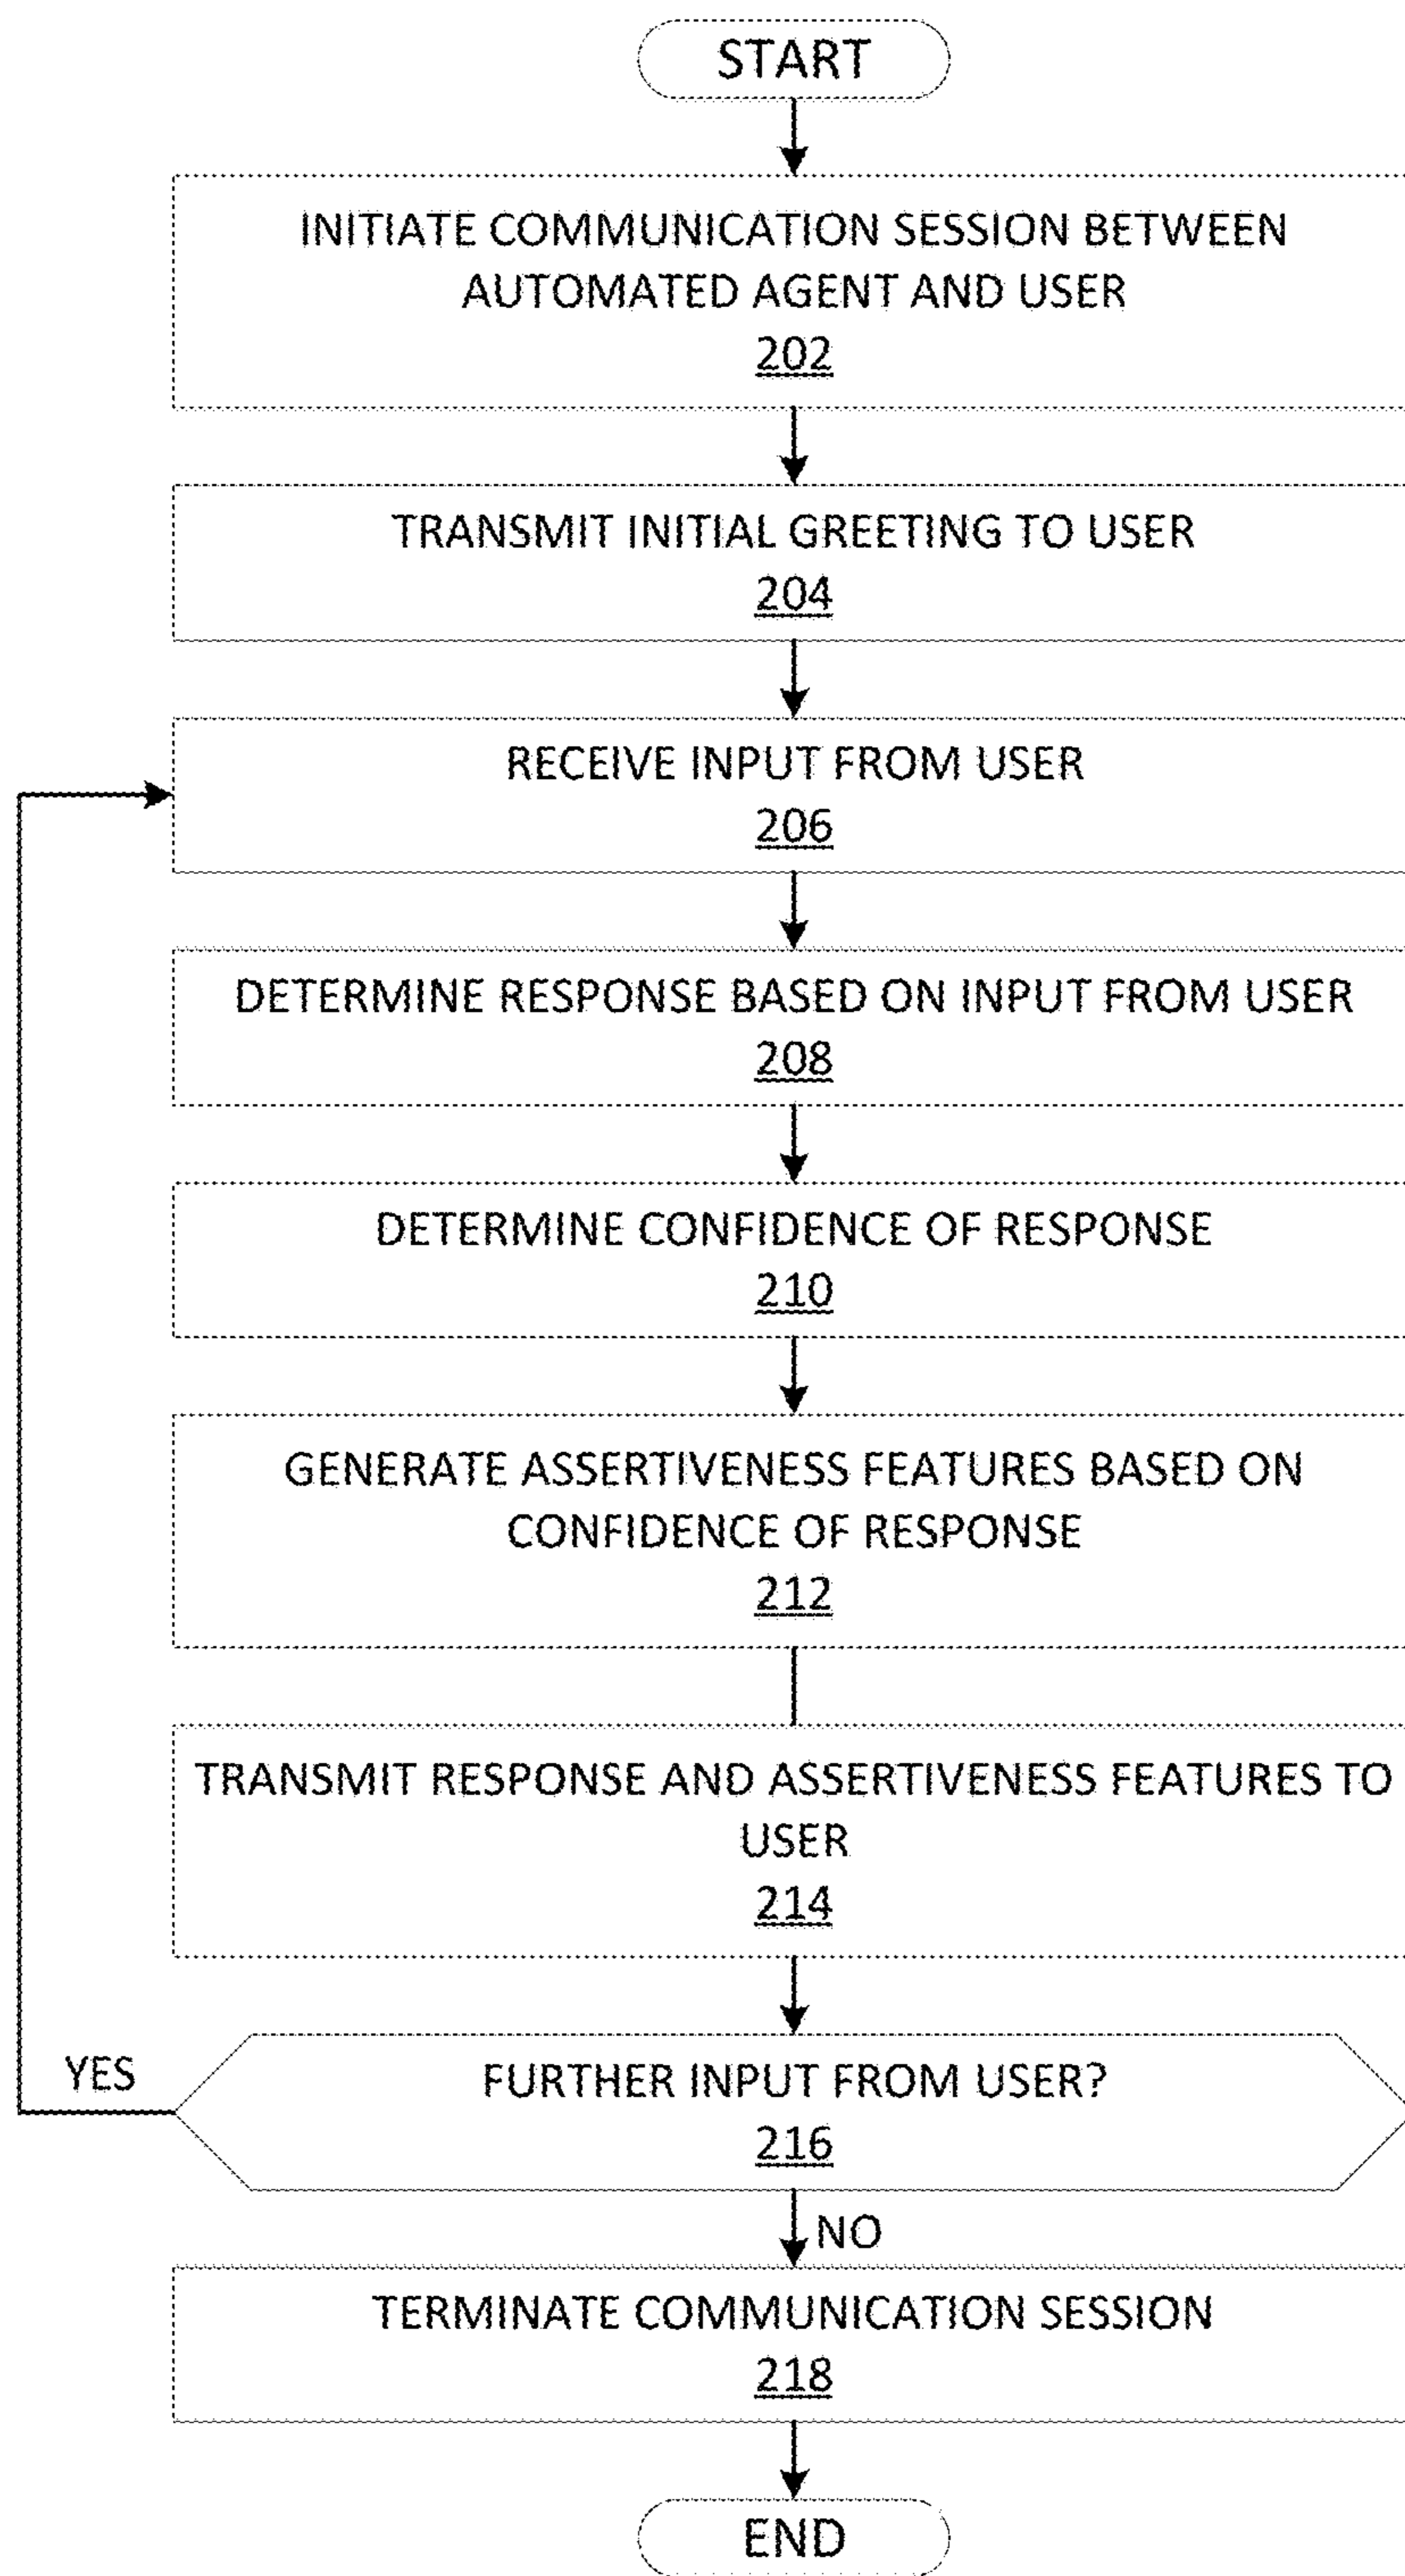 START
INITIATE COMMUNICATION SESSION BETWEEN
AUTOMATED AGENT AND USER
202
TRANSMIT INITIAL GREETING TO USER
204
RECEIVE INPUT FROM USER
206
DETERMINE RESPONSE BASED ON INPUT FROM USER
208
DETERMINE CONFIDENCE OF RESPONSE
210
GENERATE ASSERTIVENESS FEATURES BASED ON
CONFIDENCE OF RESPONSE
212
TRANSMIT RESPONSE AND ASSERTIVENESS FEATURES TO
USER
214
YES
FURTHER INPUT FROM USER?
216
NO
TERMINATE COMMUNICATION SESSION
218
END